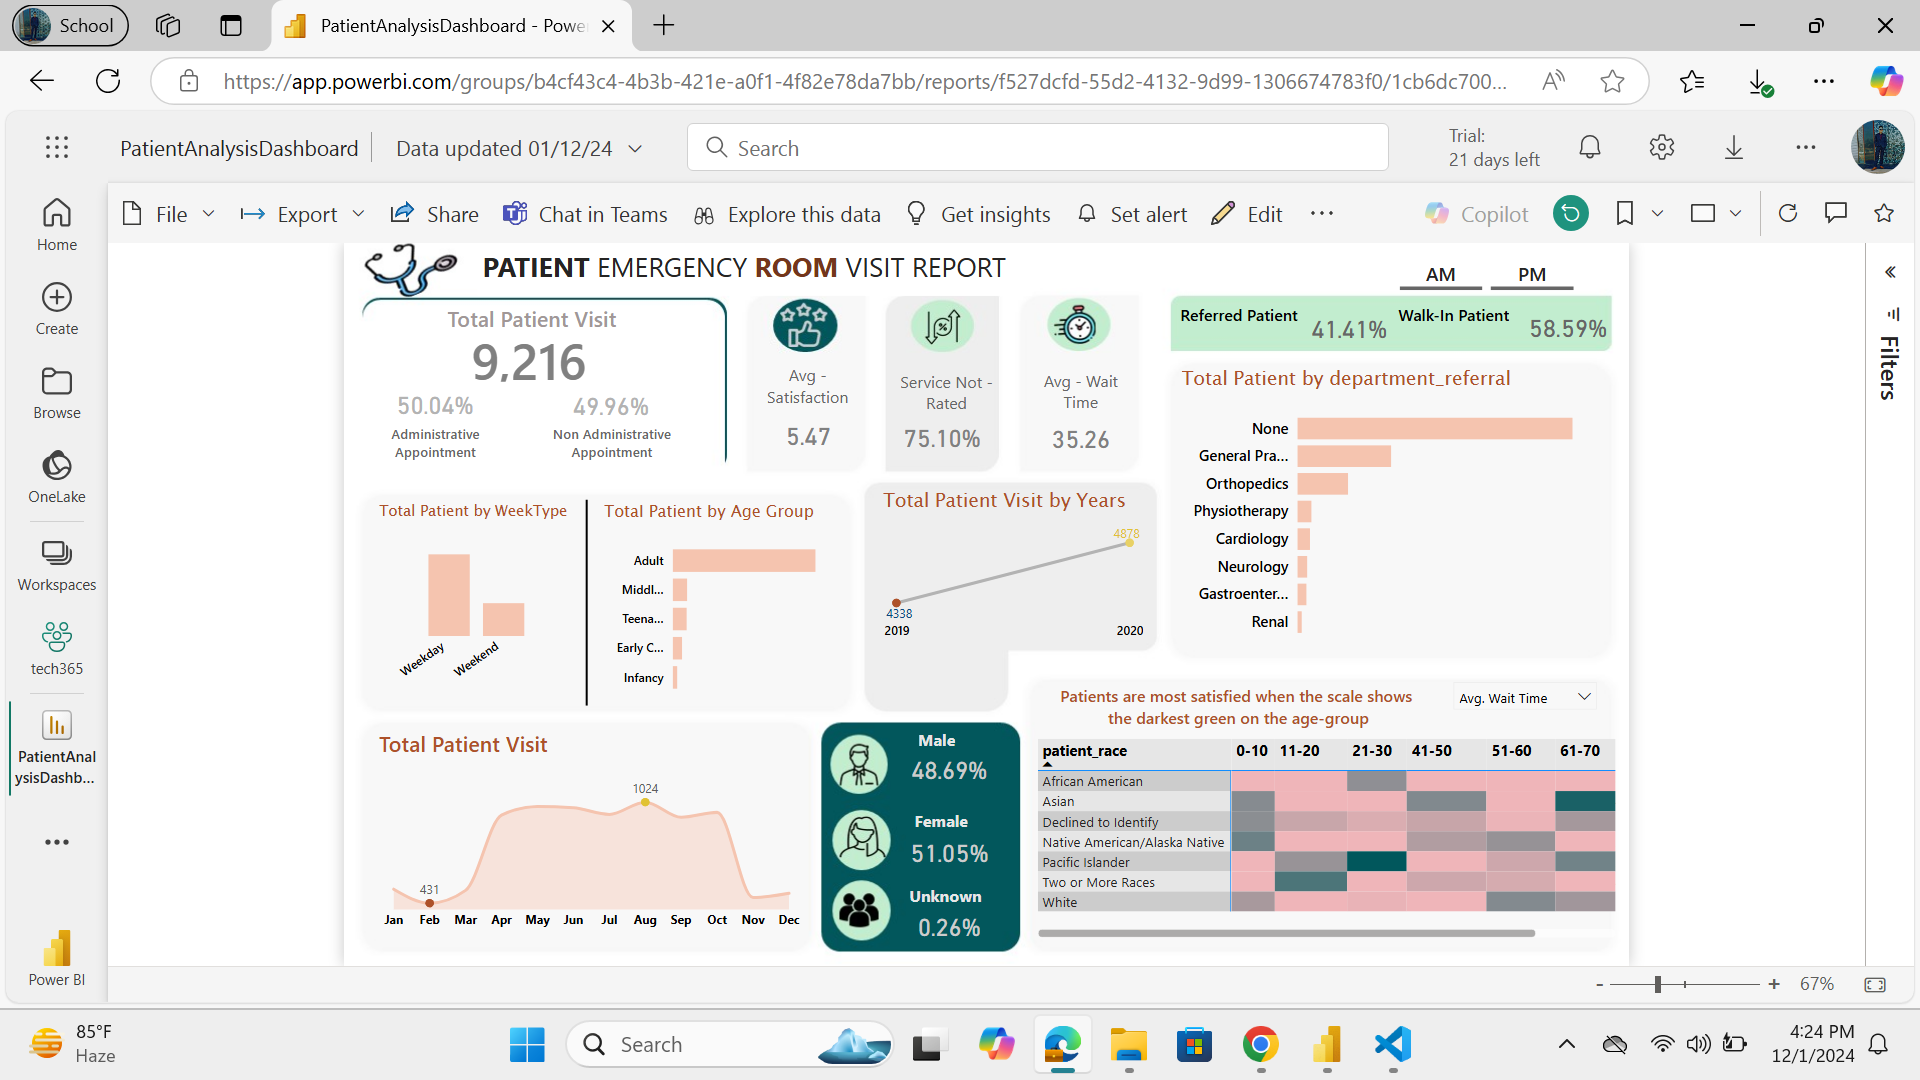 School
PatientAnalysisDashboard - Powe
https://app.powerbi.com/groups/b4cf43c4-4b3b-421e-a0f1-4f82e78da7bb/reports/f527dcfd-55d2-4132-9d99-1306674783f0/1cb6dc700...
PatientAnalysisDashboard
Data updated 01/12/24
Search
Trial:
21 days left
File
Export
Share
Chat in Teams
Explore this data
Get insights
Set alert
Edit
Copilot
Home
Create
Browse
OneLake
Workspaces
tech365
PatientAnal
ysisDashb...
Power BI
PATIENT EMERGENCY ROOM VISIT REPORT
AM
PM
Total Patient Visit
9,216
50.04%
49.96%
Administrative
Appointment
Non Administrative
Appointment
Avg -
Satisfaction
5.47
Service Not -
Rated
75.10%
Avg - Wait
Time
35.26
Referred Patient
41.41%
Walk-In Patient
58.59%
Filters
Total Patient by department_referral
None
General Pra...
Orthopedics
Physiotherapy
Cardiology
Neurology
Gastroenter...
Renal
Total Patient by WeekType
Weekday
Weekend
Total Patient by Age Group
Adult
Middl...
Teena...
Early C...
Infancy
Total Patient Visit by Years
4878
4338
2019
2020
Total Patient Visit
1024
431
Jan Feb Mar Apr May Jun Jul Aug Sep Oct Nov Dec
Male
48.69%
Female
51.05%
Unknown
0.26%
Patients are most satisfied when the scale shows
the darkest green on the age-group
Avg. Wait Time
patient_race 0-10 11-20 21-30 41-50 51-60 61-70
African American
Asian
Declined to Identify
Native American/Alaska Native
Pacific Islander
Two or More Races
White
- + 67%
85°F
Haze
Search
4:24 PM
12/1/2024